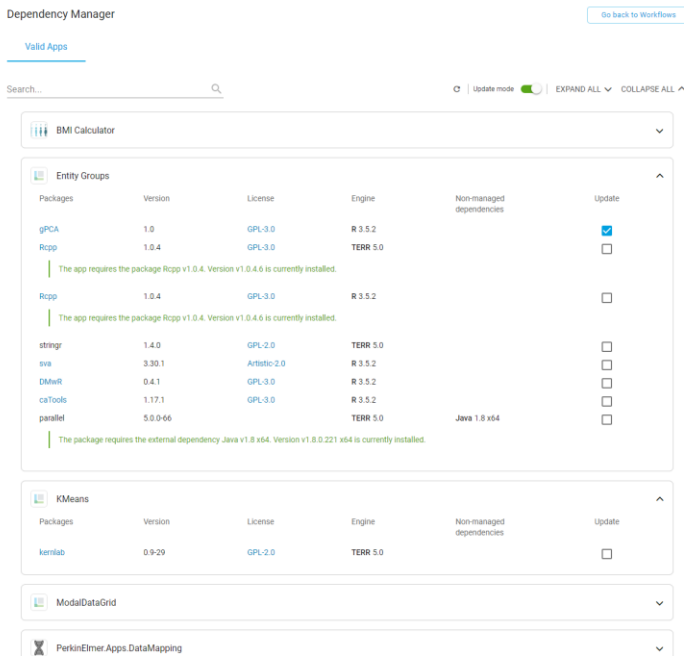 Dependency Manager
Go back to Workflows
Valid Apps
Search...
Update mode
EXPAND ALL
COLLAPSE ALL
BMI Calculator
Entity Groups
Packages Version License Engine Non-managed dependencies Update
gPCA 1.0 GPL-3.0 R 3.5.2
Rcpp 1.0.4 GPL-3.0 TERR 5.0
The app requires the package Rcpp v1.0.4. Version v1.0.4.6 is currently installed.
Rcpp 1.0.4 GPL-3.0 R 3.5.2
The app requires the package Rcpp v1.0.4. Version v1.0.4.6 is currently installed.
stringr 1.4.0 GPL-2.0 TERR 5.0
sva 3.30.1 Artistic-2.0 R 3.5.2
DMwR 0.4.1 GPL-3.0 R 3.5.2
caTools 1.17.1 GPL-3.0 R 3.5.2
parallel 5.0.0-66 TERR 5.0 Java 1.8 x64
The package requires the external dependency Java v1.8 x64. Version v1.8.0.221 x64 is currently installed.
KMeans
Packages Version License Engine Non-managed dependencies Update
kernlab 0.9-29 GPL-2.0 TERR 5.0
ModalDataGrid
PerkinElmer.Apps.DataMapping